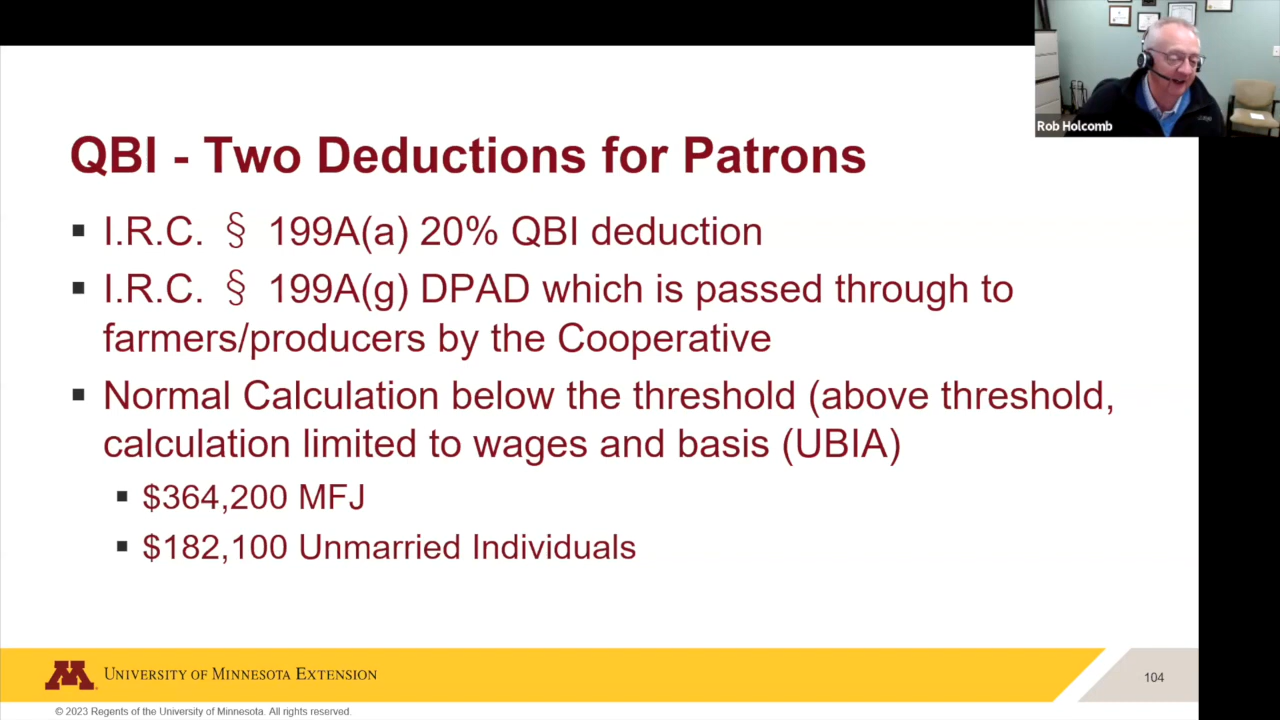 Rob Holcomb
QBI - Two Deductions for Patrons
▪ I.R.C. § 199A(a) 20% QBI deduction
▪ I.R.C. § 199A(g) DPAD which is passed through to
farmers/producers by the Cooperative
▪ Normal Calculation below the threshold (above threshold,
calculation limited to wages and basis (UBIA)
▪ $364,200 MFJ
▪ $182,100 Unmarried Individuals
M University of Minnesota Extension
104
© 2023 Regents of the University of Minnesota. All rights reserved.